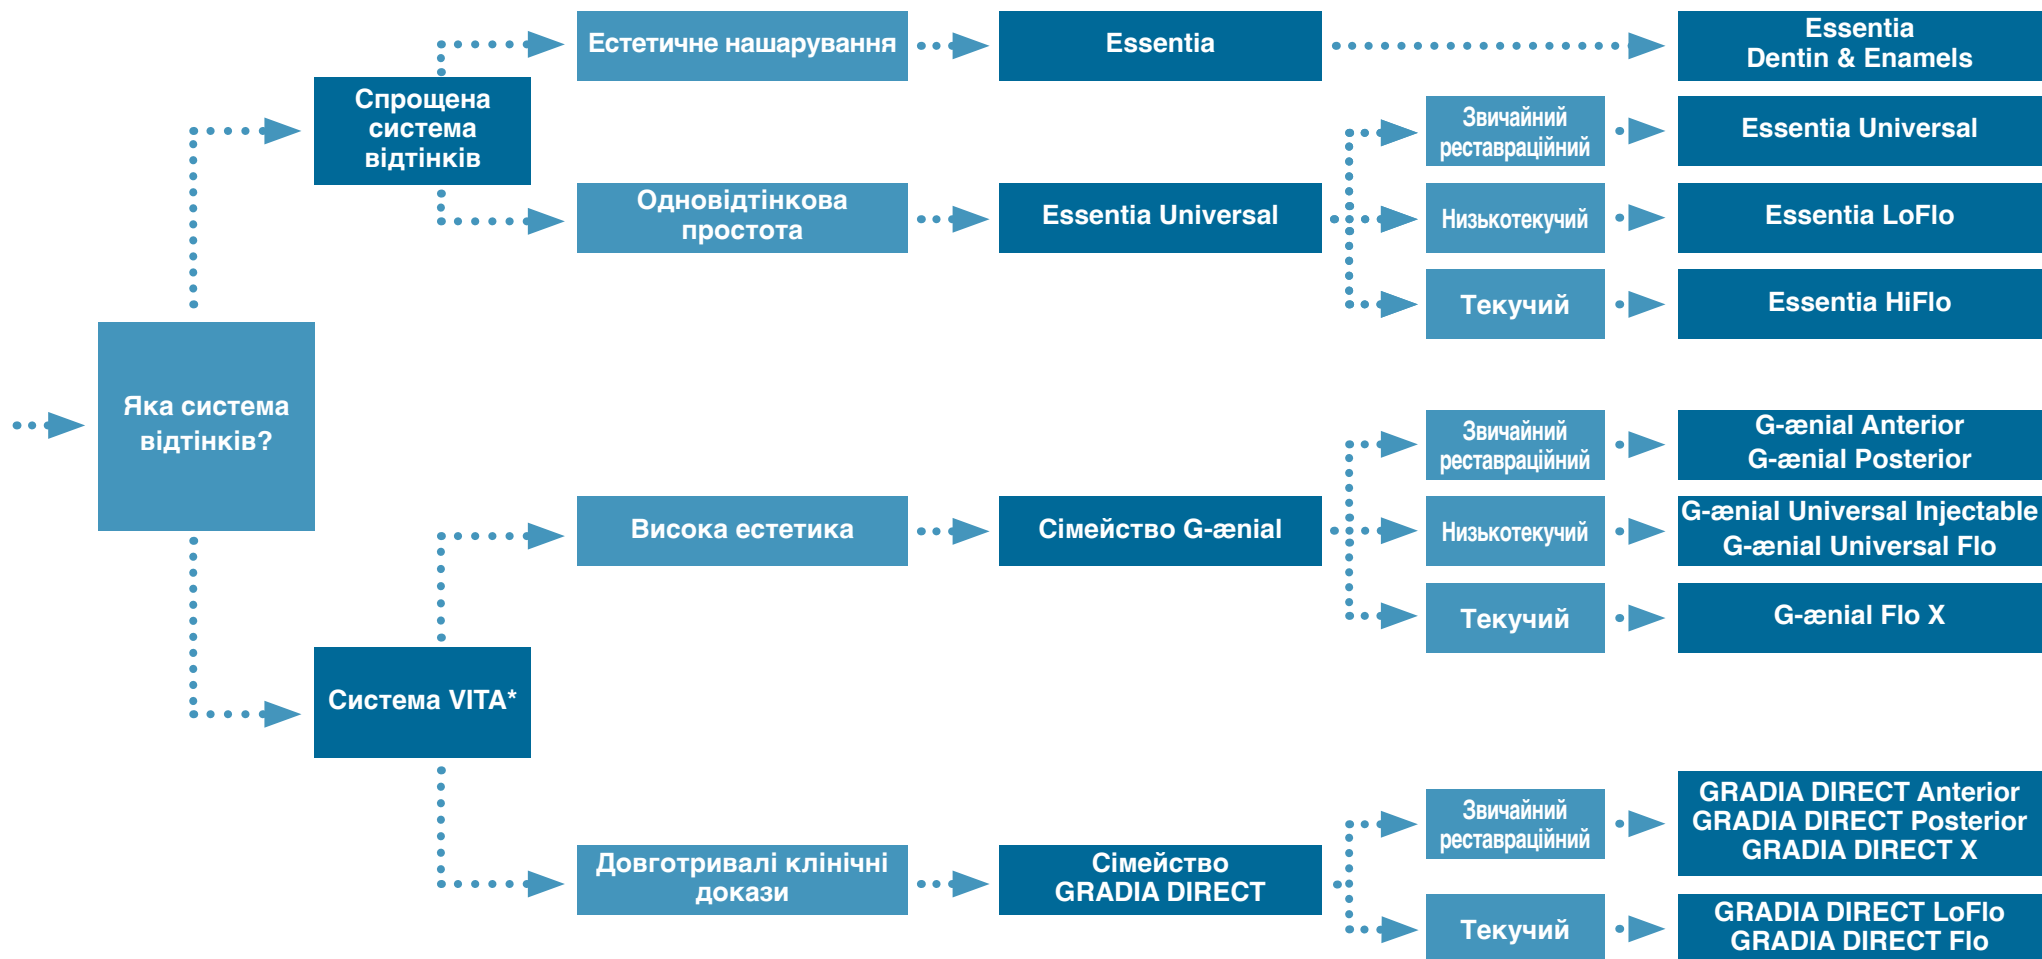 Яка система
відтінків?
Спрощена
система
відтінків
Естетичне нашарування
Essentia
Essentia
Dentin & Enamels
Одновідтінкова
простота
Essentia Universal
Звичайний
реставраційний
Essentia Universal
Низькотекучий
Essentia LoFlo
Текучий
Essentia HiFlo
Система VITA*
Висока естетика
Сімейство G-ænial
Звичайний
реставраційний
G-ænial Anterior
G-ænial Posterior
Низькотекучий
G-ænial Universal Injectable
G-ænial Universal Flo
Текучий
G-ænial Flo X
Довготривалі клінічні
докази
Сімейство
GRADIA DIRECT
Звичайний
реставраційний
GRADIA DIRECT Anterior
GRADIA DIRECT Posterior
GRADIA DIRECT X
Текучий
GRADIA DIRECT LoFlo
GRADIA DIRECT Flo